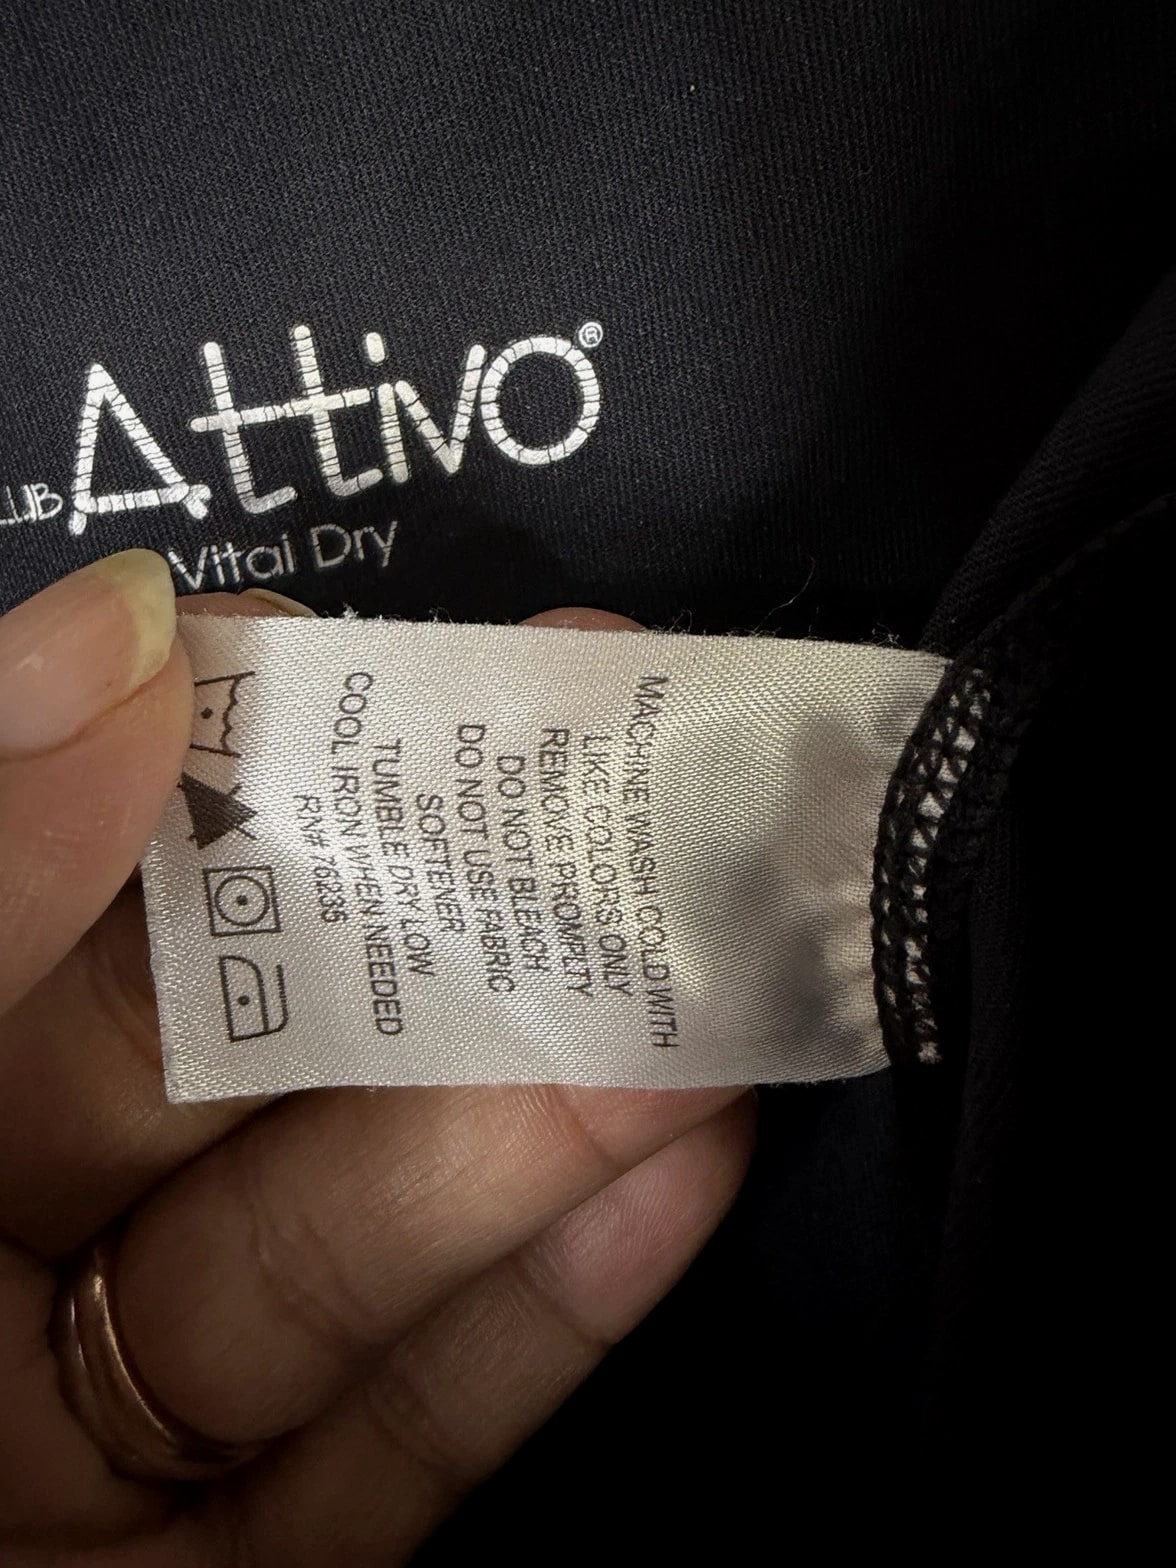 LUB
Attivo®
Vital Dry
MACHINE WASH COLD WITH
LIKE COLORS ONLY
REMOVE PROMPTLY
DO NOT BLEACH
DO NOT USE FABRIC
SOFTENER
TUMBLE DRY LOW
COOL IRON WHEN NEEDED
RN# 76235